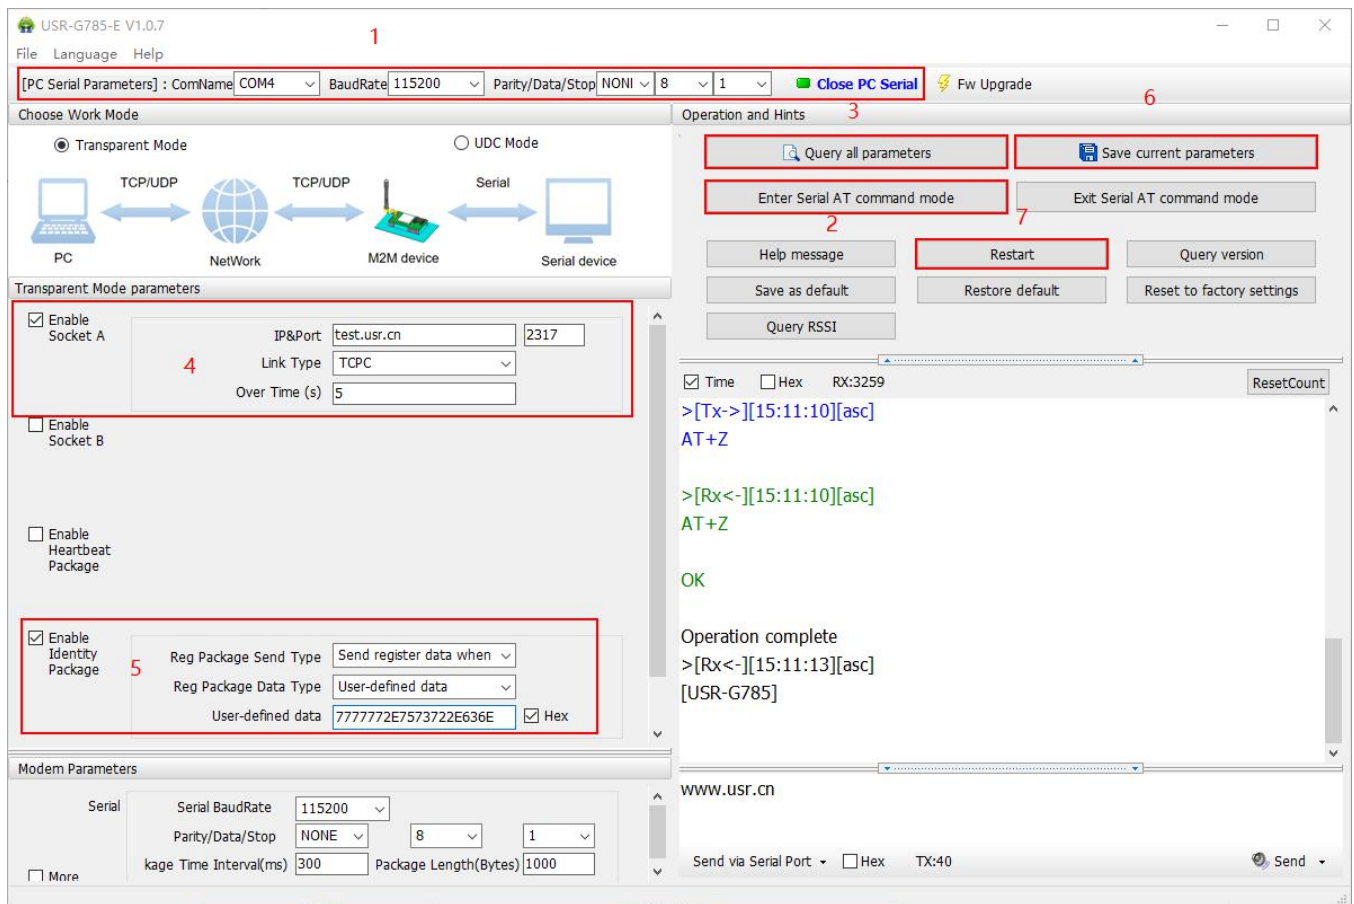 USR-G785-E V1.0.7
1
File Language Help
[PC Serial Parameters] : ComName COM4 BaudRate 115200 Parity/Data/Stop NONI 8 1 Close PC Serial Fw Upgrade
Choose Work Mode
Transparent Mode UDC Mode
TCP/UDP TCP/UDP Serial
PC NetWork M2M device Serial device
Transparent Mode parameters
Enable
Socket A
4
IP&Port test.usr.cn 2317
Link Type TCPC
Over Time (s) 5
Enable
Socket B
Enable
Heartbeat
Package
Enable
Identity
Package
5
Reg Package Send Type Send register data when
Reg Package Data Type User-defined data
User-defined data 7777772E7573722E636E Hex
Modem Parameters
Serial Serial BaudRate 115200
Parity/Data/Stop NONE 8 1
kage Time Interval(ms) 300 Package Length(Bytes) 1000
More
Operation and Hints
3 6
Query all parameters Save current parameters
Enter Serial AT command mode Exit Serial AT command mode
2 7
Help message Restart Query version
Save as default Restore default Reset to factory settings
Query RSSI
Time Hex RX:3259 ResetCount
>[Tx->][15:11:10][asc]
AT+Z
>[Rx<-][15:11:10][asc]
AT+Z
OK
Operation complete
>[Rx<-][15:11:13][asc]
[USR-G785]
www.usr.cn
Send via Serial Port Hex TX:40 Send